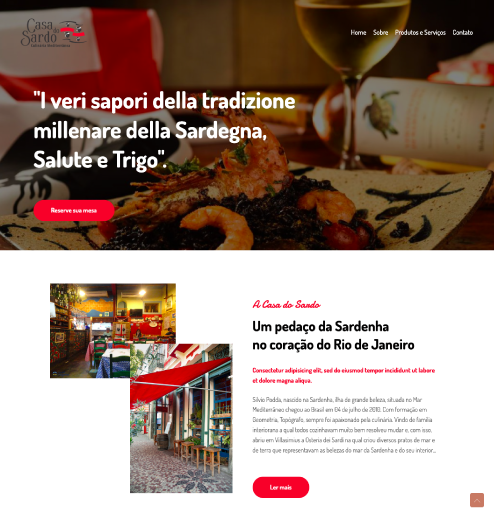 Casa do
Sardo
Home Sobre Produtos e Serviços Contato
"I veri sapori della tradizione
millenare della Sardegna,
Salute e Trigo".
Reserve sua mesa
A Casa do Sardo
Um pedaço da Sardenha
no coração do Rio de Janeiro
Consectetur adipisicing elit, sed do eiusmod tempor incididunt ut labore
et dolore magna aliqua.
Silvio Podda, nascido na Sardenha, ilha de grande beleza, situada no Mar
Mediterrâneo chegou ao Brasil em 04 de julho de 2010. Com formação em
Geometria, Topógrafo, sempre foi apaixonado pela culinária. Vindo de família
interiorana a qual todos cozinhavam muito bem resolveu mudar e, com isso,
abriu em Villasimius a Osteria dei Sardi na qual criou diversos pratos de mar e
de terra que representavam as belezas do mar da Sardenha e do seu interior...
Ler mais